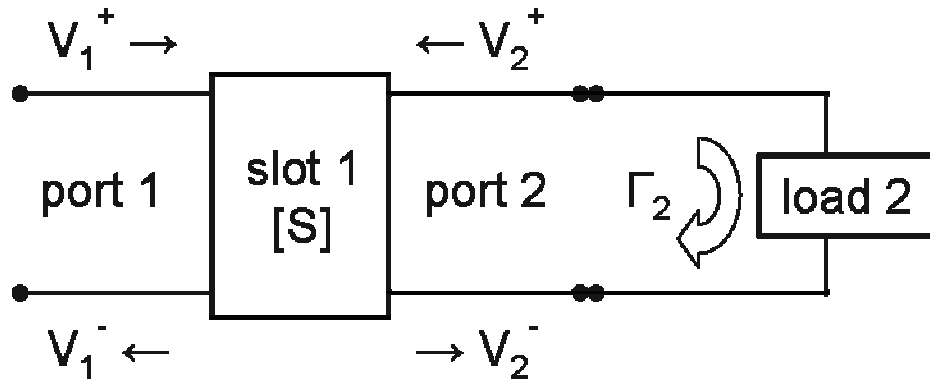 V₁⁺ →
← V₂⁺
port 1
slot 1
[S]
port 2
Γ₂
load 2
V₁⁻ ←
→ V₂⁻